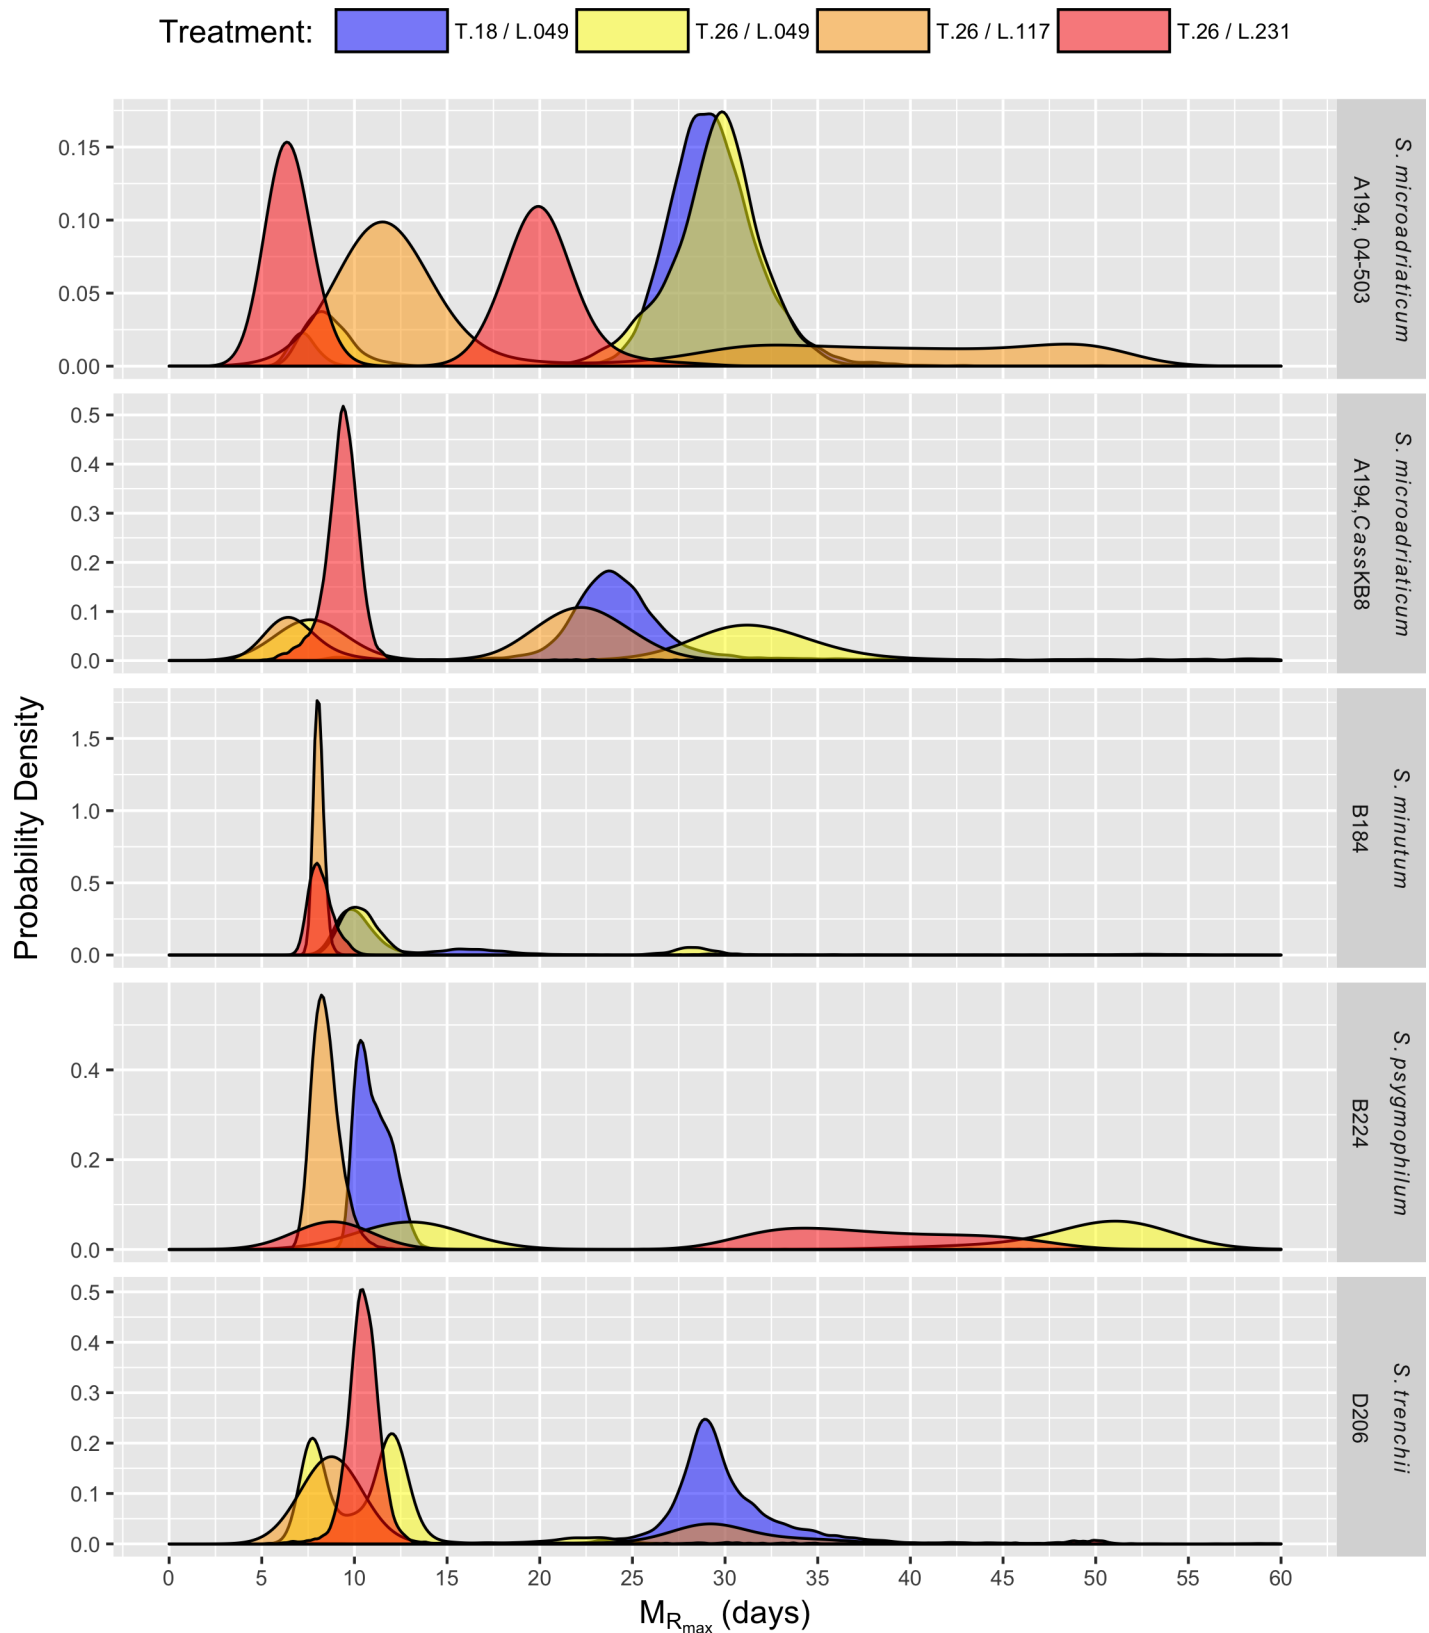 Treatment: T.18 / L.049 T.26 / L.049 T.26 / L.117 T.26 / L.231
Probability Density
0.15
0.10
0.05
0.00
S. microadriaticum
A194, 04-503
0.5
0.4
0.3
0.2
0.1
0.0
S. microadriaticum
A194,CassKB8
1.5
1.0
0.5
0.0
S. minutum
B184
0.4
0.2
0.0
S. psygmophilum
B224
0.5
0.4
0.3
0.2
0.1
0.0
S. trenchii
D206
0 5 10 15 20 25 30 35 40 45 50 55 60
MRmax (days)